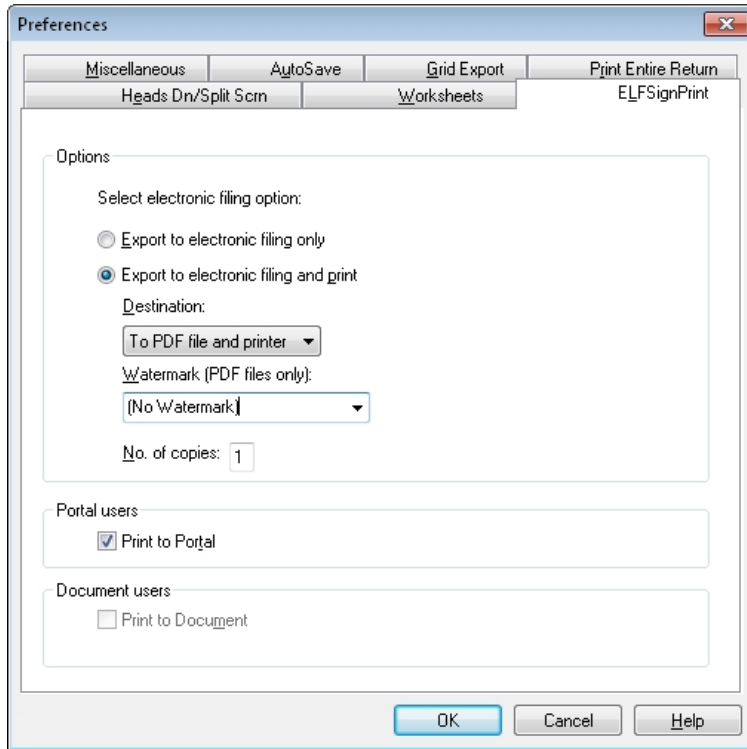 Preferences
Miscellaneous AutoSave Grid Export Print Entire Return
Heads Dn/Split Scrn Worksheets ELFSignPrint
Options
Select electronic filing option:
Export to electronic filing only
Export to electronic filing and print
Destination:
To PDF file and printer
Watermark (PDF files only):
(No Watermark)
No. of copies: 1
Portal users
Print to Portal
Document users
Print to Document
OK Cancel Help